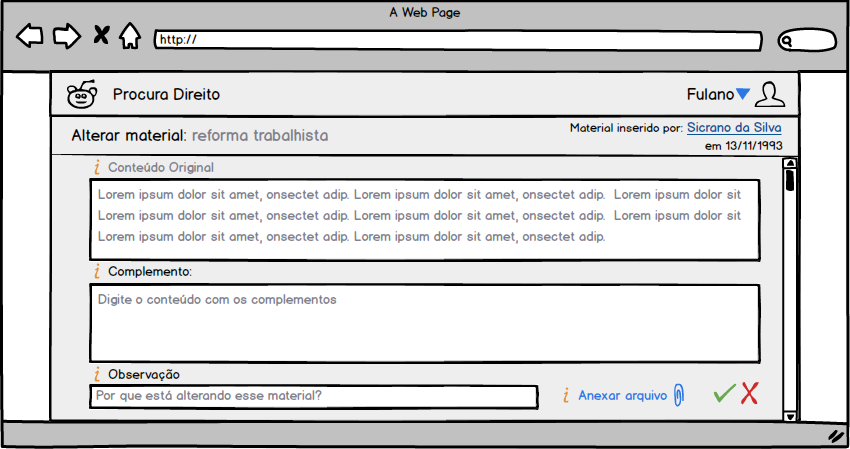 A Web Page
http://
Procura Direito
Fulano
Alterar material: reforma trabalhista
Material inserido por: Sicrano da Silva
em 13/11/1993
i Conteúdo Original
Lorem ipsum dolor sit amet, onsectet adip. Lorem ipsum dolor sit amet, onsectet adip. Lorem ipsum dolor sit
Lorem ipsum dolor sit amet, onsectet adip. Lorem ipsum dolor sit amet, onsectet adip. Lorem ipsum dolor sit
Lorem ipsum dolor sit amet, onsectet adip. Lorem ipsum dolor sit amet, onsectet adip.
i Complemento:
Digite o conteúdo com os complementos
i Observação
Por que está alterando esse material?
i Anexar arquivo